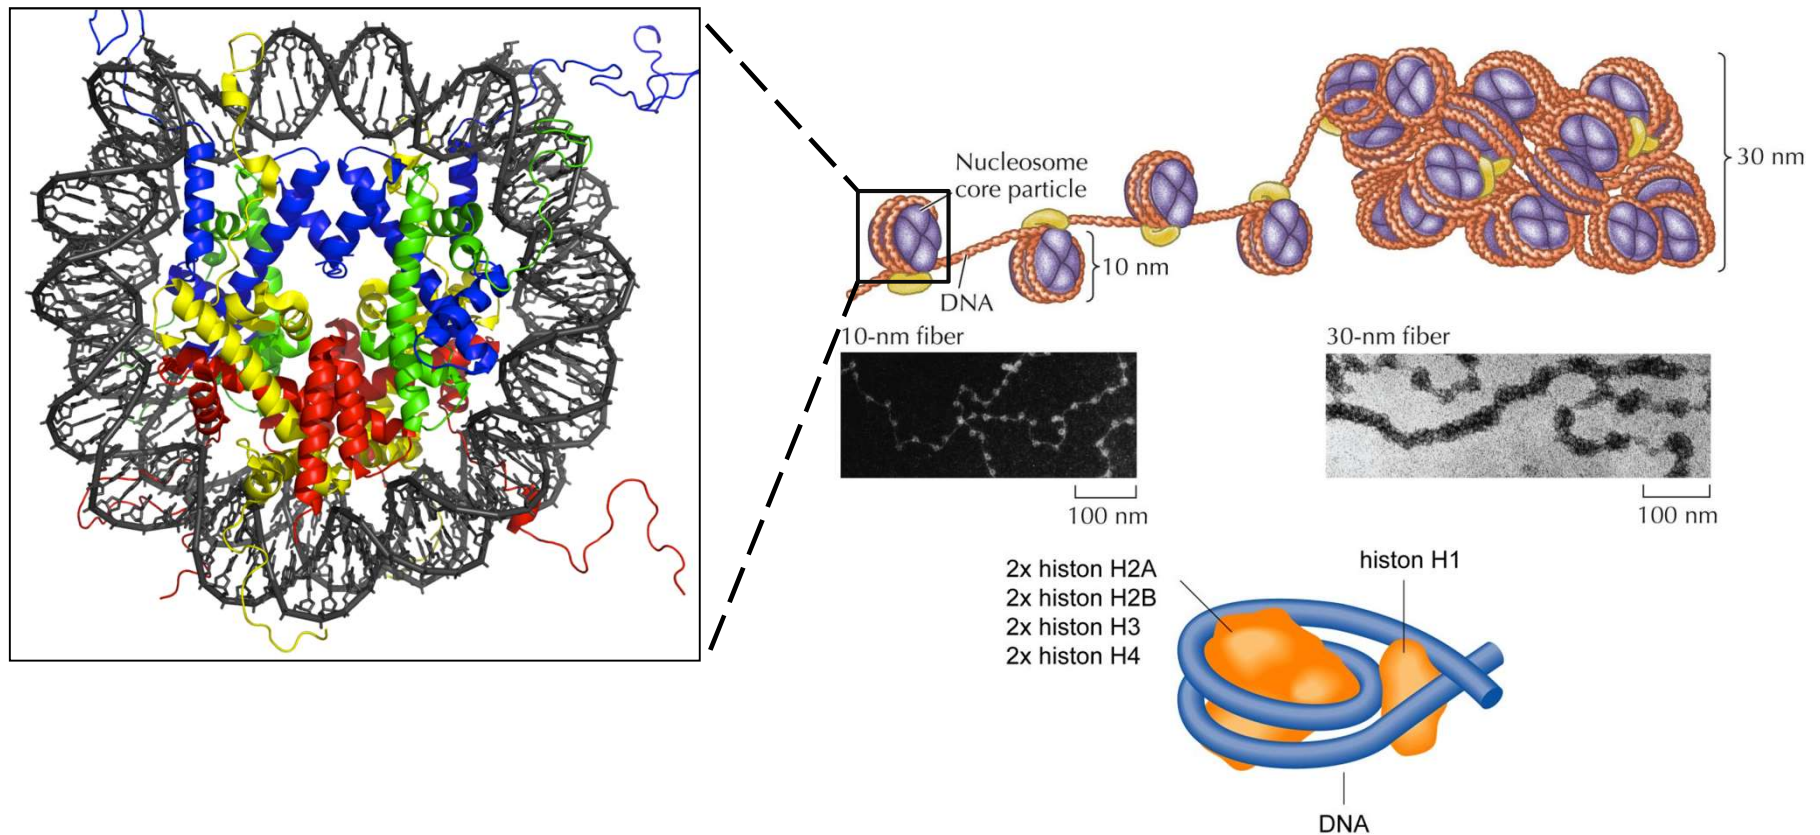 Nucleosome
core particle
30 nm
10 nm
DNA
10-nm fiber
30-nm fiber
100 nm
100 nm
2x histon H2A
2x histon H2B
2x histon H3
2x histon H4
histon H1
DNA